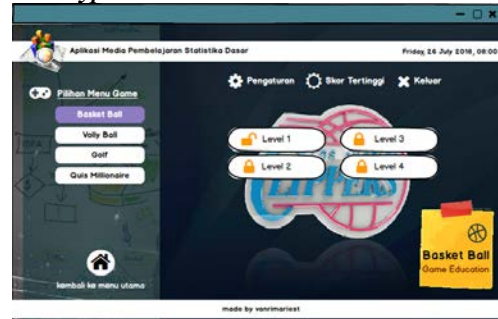 Aplikasi Media Pembelajaran Statistika Dasar
Friday, 26 July 2018, 08:00
Pengaturan
Skor Tertinggi
Keluar
Pilihan Menu Game
Basket Ball
Volly Ball
Golf
Quis Millionaire
Level 1
Level 3
Level 2
Level 4
CLIPPERS
Basket Ball
Game Education
kembali ke menu utama
made by vanrimariest